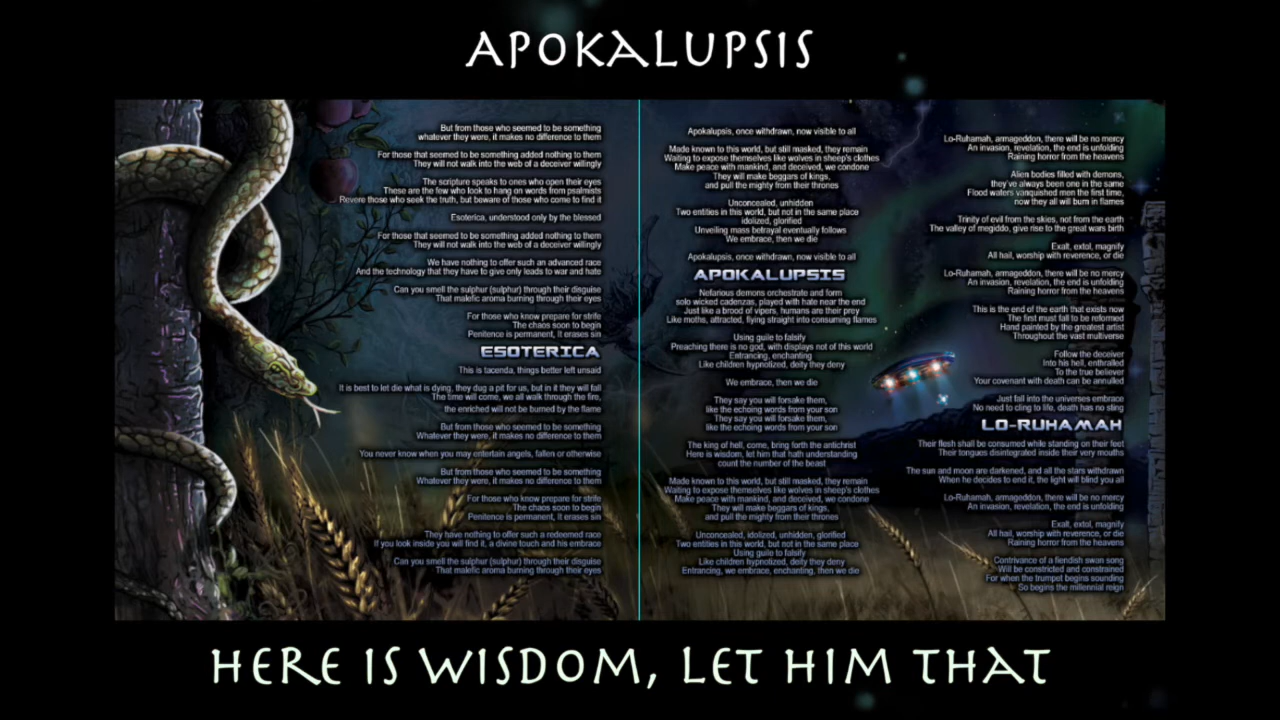 APOKALUPSIS
But from those who seemed to be something
whatever they were, it makes no difference to them
For those that seemed to be something added nothing to them
They will not walk into the web of a deceiver willingly
The scripture speaks to ones who open their eyes
These are the few who look to hang on words from psalmists
Revere those who seek the truth, but beware of those who come to find it
Esoterica, understood only by the blessed
For those that seemed to be something added nothing to them
They will not walk into the web of a deceiver willingly
We have nothing to offer such an advanced race
And the technology that they have to give only leads to war and hate
Can you smell the sulphur (sulphur) through their disguise
That malefic aroma burning through their eyes
For those who know prepare for strife
The chaos soon to begin
Penitence is permanent, it erases sin
ESOTERICA
This is tacenda, things better left unsaid
It is best to let die what is dying, they dug a pit for us, but in it they will fall
The time will come, we all walk through the fire,
the enriched will not be burned by the flame
But from those who seemed to be something
Whatever they were, it makes no difference to them
You never know when you may entertain angels, fallen or otherwise
But from those who seemed to be something
Whatever they were, it makes no difference to them
For those who know prepare for strife
The chaos soon to begin
Penitence is permanent, it erases sin
They have nothing to offer such a redeemed race
If you look inside you will find it, a divine touch and his embrace
Can you smell the sulphur (sulphur) through their disguise
That malefic aroma burning through their eyes
Apokalupsis, once withdrawn, now visible to all
Made known to this world, but still masked, they remain
Waiting to expose themselves like wolves in sheep's clothes
Make peace with mankind, and deceived, we condone
They will make beggars of kings,
and pull the mighty from their thrones
Unconcealed, unhidden
Two entities in this world, but not in the same place
idolized, glorified
Unveiling mass betrayal eventually follows
We embrace, then we die
Apokalupsis, once withdrawn, now visible to all
APOKALUPSIS
Nefarious demons orchestrate and form
solo wicked cadenzas, played with hate near the end
Just like a brood of vipers, humans are their prey
Like moths, attracted, flying straight into consuming flames
Using guile to falsify
Preaching there is no god, with displays not of this world
Entrancing, enchanting
Like children hypnotized, deity they deny
We embrace, then we die
They say you will forsake them,
like the echoing words from your son
They say you will forsake them,
like the echoing words from your son
The king of hell, come, bring forth the antichrist
Here is wisdom, let him that hath understanding
count the number of the beast
Made known to this world, but still masked, they remain
Waiting to expose themselves like wolves in sheep's clothes
Make peace with mankind, and deceived, we condone
They will make beggars of kings,
and pull the mighty from their thrones
Unconcealed, idolized, unhidden, glorified
Two entities in this world, but not in the same place
Using guile to falsify
Like children hypnotized, deity they deny
Entrancing, we embrace, enchanting, then we die
Lo-Ruhamah, armageddon, there will be no mercy
An invasion, revelation, the end is unfolding
Raining horror from the heavens
Alien bodies filled with demons,
they've always been one in the same
Flood waters vanquished men the first time,
now they all will burn in flames
Trinity of evil from the skies, not from the earth
The valley of megiddo, give rise to the great wars birth
Exalt, extol, magnify
All hail, worship with reverence, or die
Lo-Ruhamah, armageddon, there will be no mercy
An invasion, revelation, the end is unfolding
Raining horror from the heavens
This is the end of the earth that exists now
The first must fall to be reformed
Hand painted by the greatest artist
Throughout the vast multiverse
Follow the deceiver
Into his hell, enthralled
To the true believer
Your covenant with death can be annulled
Just fall into the universes embrace
No need to cling to life, death has no sting
LO-RUHAMAH
Their flesh shall be consumed while standing on their feet
Their tongues disintegrated inside their very mouths
The sun and moon are darkened, and all the stars withdrawn
When he decides to end it, the light will blind you all
Lo-Ruhamah, armageddon, there will be no mercy
An invasion, revelation, the end is unfolding
Exalt, extol, magnify
All hail, worship with reverence, or die
Raining horror from the heavens
Contrivance of a fiendish swan song
Will be constricted and constrained
For when the trumpet begins sounding
So begins the millennial reign
HERE IS WISDOM, LET HIM THAT